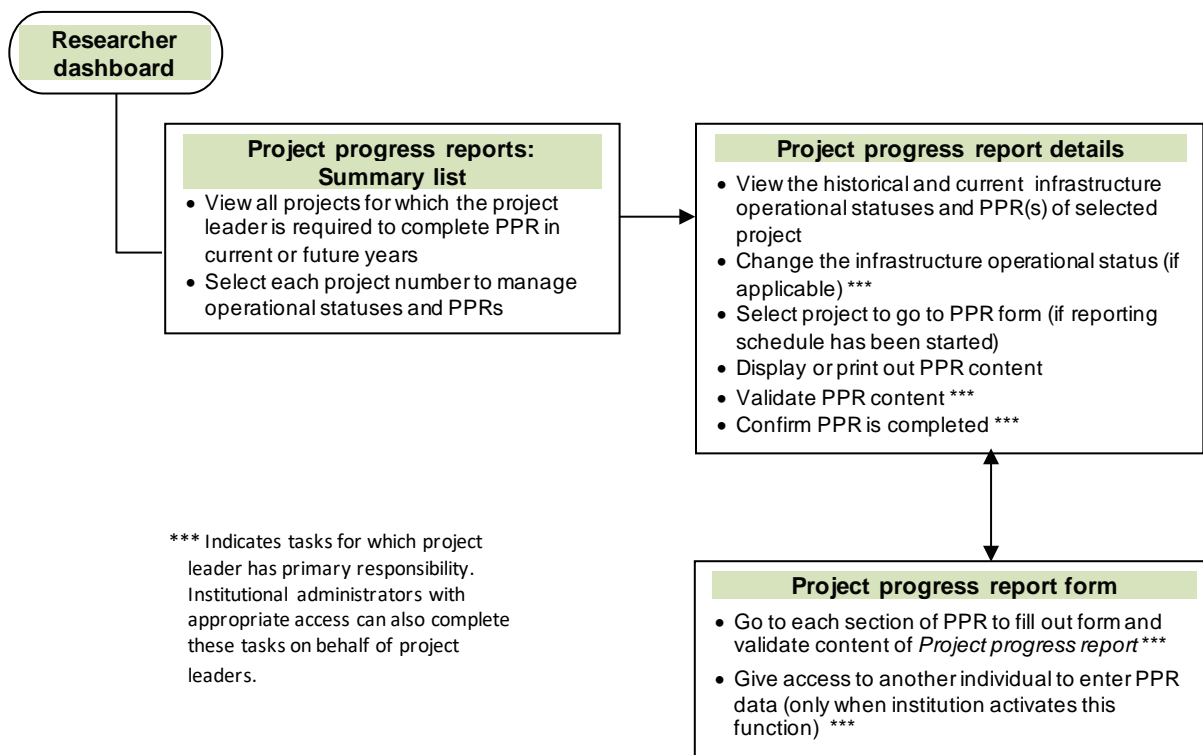 Researcher
dashboard
Project progress reports:
Summary list
• View all projects for which the project
leader is required to complete PPR in
current or future years
• Select each project number to manage
operational statuses and PPRs
Project progress report details
• View the historical and current infrastructure
operational statuses and PPR(s) of selected
project
• Change the infrastructure operational status (if
applicable) ***
• Select project to go to PPR form (if reporting
schedule has been started)
• Display or print out PPR content
• Validate PPR content ***
• Confirm PPR is completed ***
*** Indicates tasks for which project
leader has primary responsibility.
Institutional administrators with
appropriate access can also complete
these tasks on behalf of project
leaders.
Project progress report form
• Go to each section of PPR to fill out form and
validate content of Project progress report ***
• Give access to another individual to enter PPR
data (only when institution activates this
function) ***